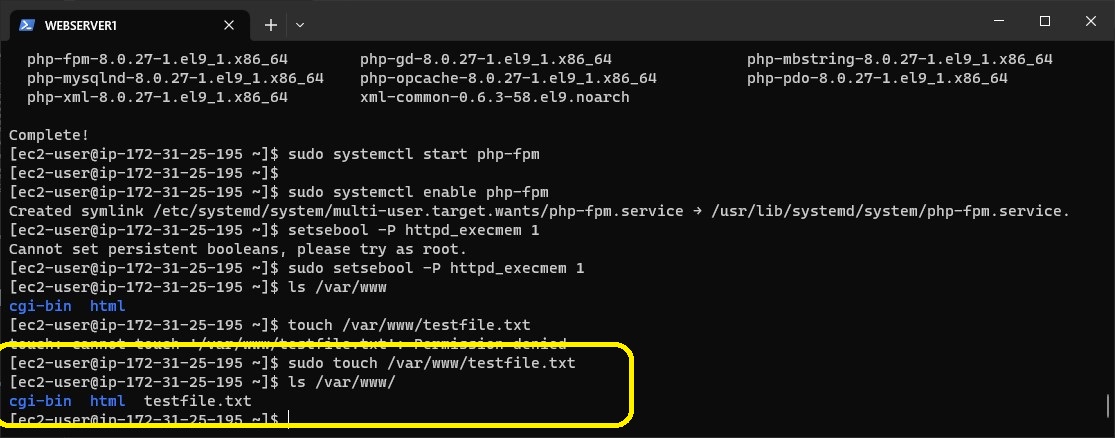 WEBSERVER1
php-fpm-8.0.27-1.el9_1.x86_64 php-gd-8.0.27-1.el9_1.x86_64 php-mbstring-8.0.27-1.el9_1.x86_64
php-mysqlnd-8.0.27-1.el9_1.x86_64 php-opcache-8.0.27-1.el9_1.x86_64 php-pdo-8.0.27-1.el9_1.x86_64
php-xml-8.0.27-1.el9_1.x86_64 xml-common-0.6.3-58.el9.noarch
Complete!
[ec2-user@ip-172-31-25-195 ~]$ sudo systemctl start php-fpm
[ec2-user@ip-172-31-25-195 ~]$
[ec2-user@ip-172-31-25-195 ~]$ sudo systemctl enable php-fpm
Created symlink /etc/systemd/system/multi-user.target.wants/php-fpm.service → /usr/lib/systemd/system/php-fpm.service.
[ec2-user@ip-172-31-25-195 ~]$ setsebool -P httpd_execmem 1
Cannot set persistent booleans, please try as root.
[ec2-user@ip-172-31-25-195 ~]$ sudo setsebool -P httpd_execmem 1
[ec2-user@ip-172-31-25-195 ~]$ ls /var/www
cgi-bin html
[ec2-user@ip-172-31-25-195 ~]$ touch /var/www/testfile.txt
touch: cannot touch '/var/www/testfile.txt': Permission denied
[ec2-user@ip-172-31-25-195 ~]$ sudo touch /var/www/testfile.txt
[ec2-user@ip-172-31-25-195 ~]$ ls /var/www/
cgi-bin html testfile.txt
[ec2-user@ip-172-31-25-195 ~]$